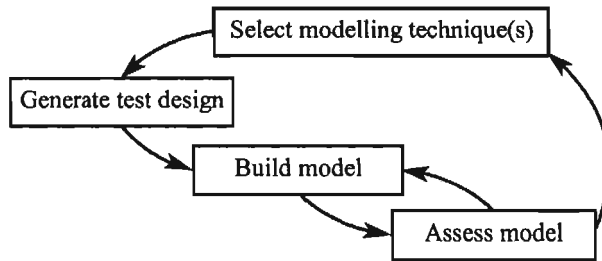 Select modelling technique(s)
Generate test design
Build model
Assess model